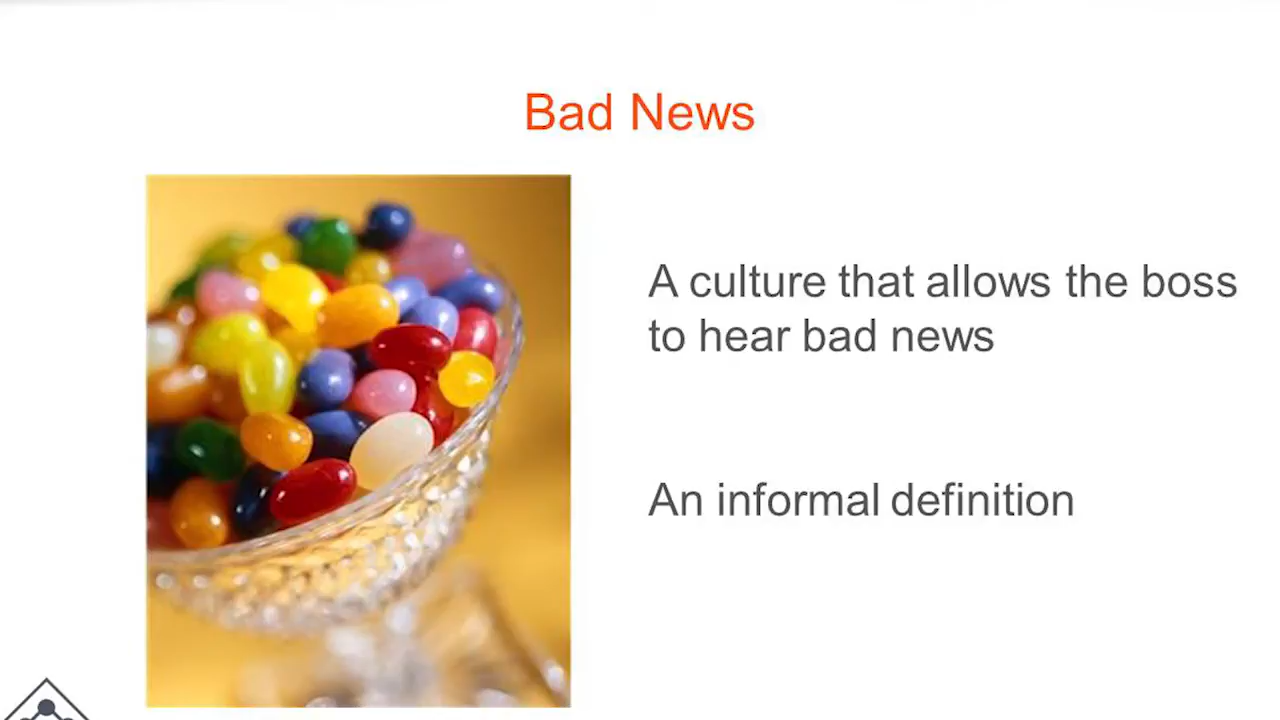 Bad News
A culture that allows the boss
to hear bad news
An informal definition